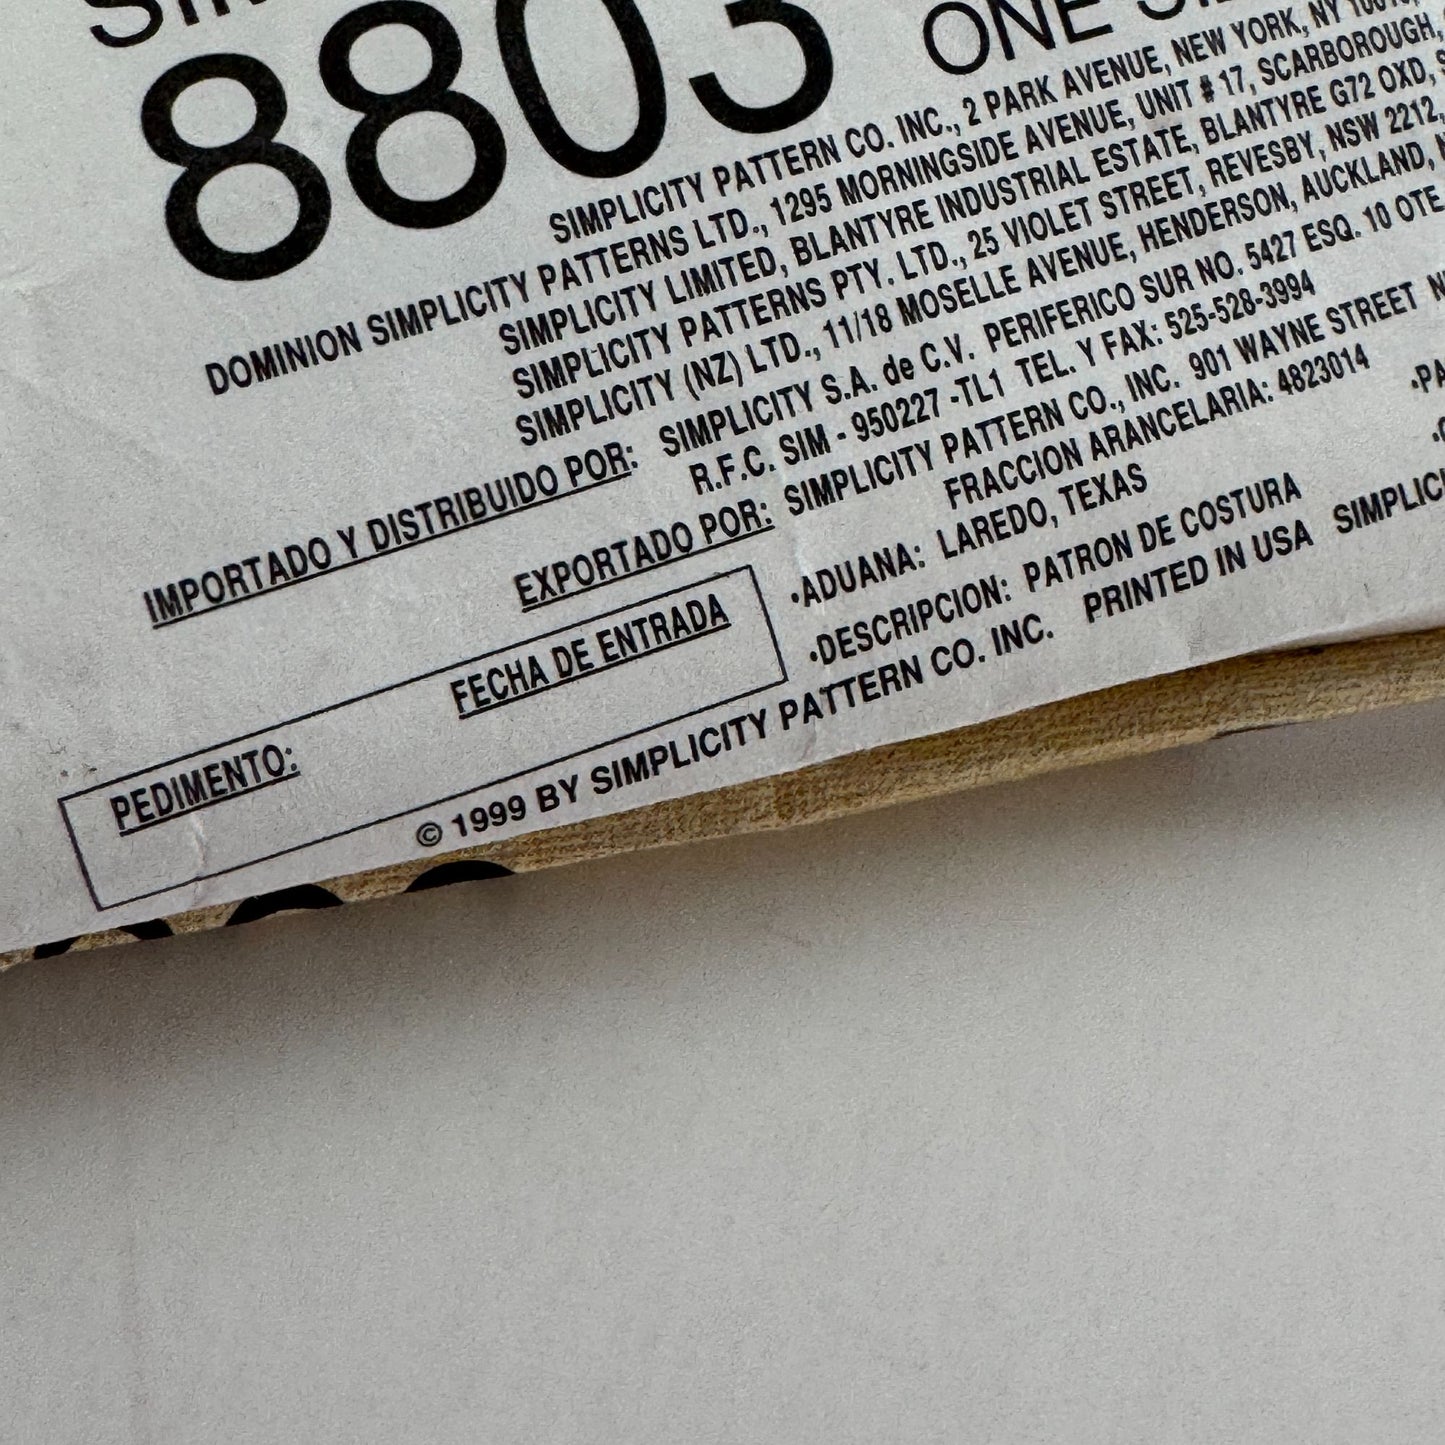 8803 ONE
SIMPLICITY PATTERN CO. INC., 2 PARK AVENUE, NEW YORK, NY
DOMINION SIMPLICITY PATTERNS LTD., 1295 MORNINGSIDE AVENUE, UNIT # 17, SCARBOROUGH,
SIMPLICITY LIMITED, BLANTYRE INDUSTRIAL ESTATE, BLANTYRE G72 OXD,
SIMPLICITY PATTERNS PTY. LTD., 25 VIOLET STREET, REVESBY, NSW 2212,
SIMPLICITY (NZ) LTD., 11/18 MOSELLE AVENUE, HENDERSON, AUCKLAND,
IMPORTADO Y DISTRIBUIDO POR: SIMPLICITY S.A. de C.V. PERIFERICO SUR NO. 5427 ESQ. 10 OTE
R.F.C. SIM - 950227 -TL1 TEL. Y FAX: 525-528-3994
EXPORTADO POR: SIMPLICITY PATTERN CO., INC. 901 WAYNE STREET
FRACCION ARANCELARIA: 4823014
•ADUANA: LAREDO, TEXAS
•DESCRIPCION: PATRON DE COSTURA
PEDIMENTO: FECHA DE ENTRADA
© 1999 BY SIMPLICITY PATTERN CO. INC. PRINTED IN USA